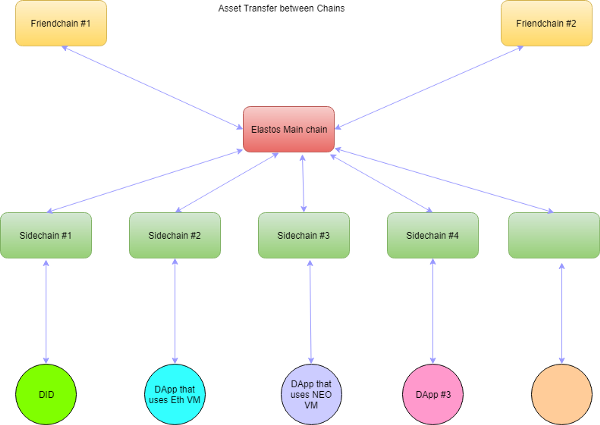 Asset Transfer between Chains
Friendchain #1
Friendchain #2
Elastos Main chain
Sidechain #1
Sidechain #2
Sidechain #3
Sidechain #4
DID
DApp that
uses Eth VM
DApp that
uses NEO
VM
DApp #3